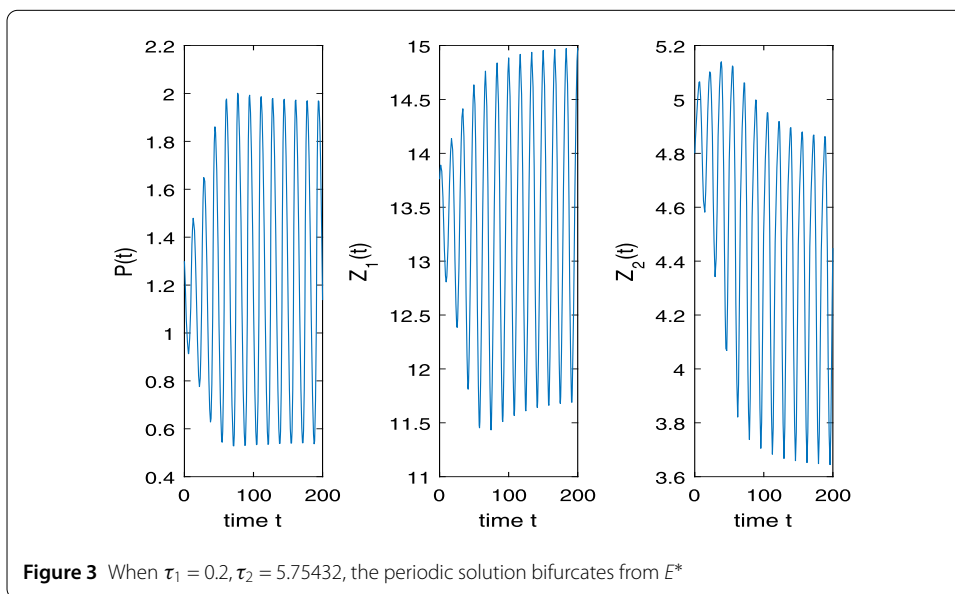 2.2
2
1.8
1.6
1.4
1.2
1
0.8
0.6
0.4
P(t)
0 100 200
time t
15
14.5
14
13.5
13
12.5
12
11.5
11
Z_1(t)
0 100 200
time t
5.2
5
4.8
4.6
4.4
4.2
4
3.8
3.6
Z_2(t)
0 100 200
time t
Figure 3 When τ₁ = 0.2, τ₂ = 5.75432, the periodic solution bifurcates from E*